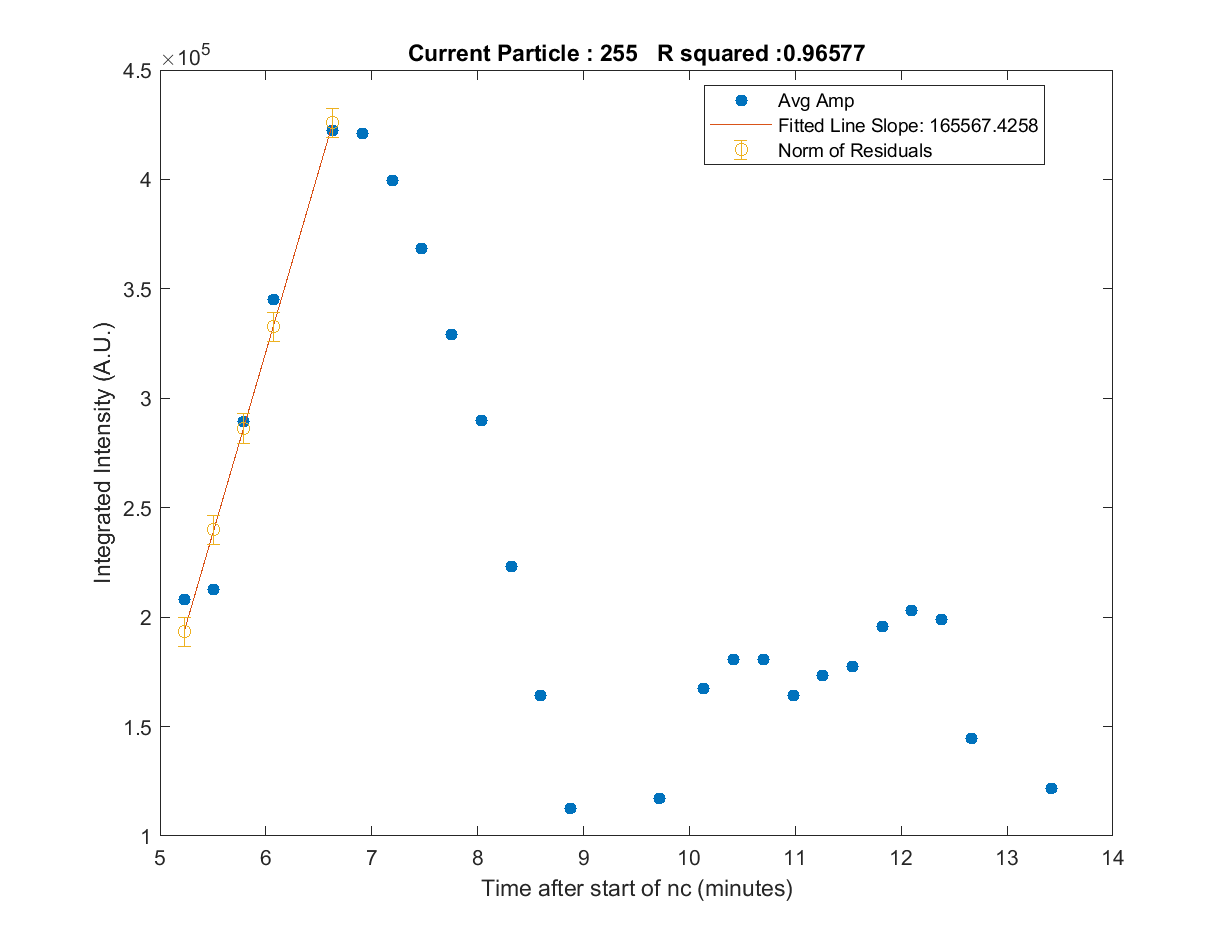 Current Particle : 255 R squared :0.96577
×10^5
4.5
4
3.5
3
2.5
2
1.5
1
Integrated Intensity (A.U.)
Avg Amp
Fitted Line Slope: 165567.4258
Norm of Residuals
5 6 7 8 9 10 11 12 13 14
Time after start of nc (minutes)